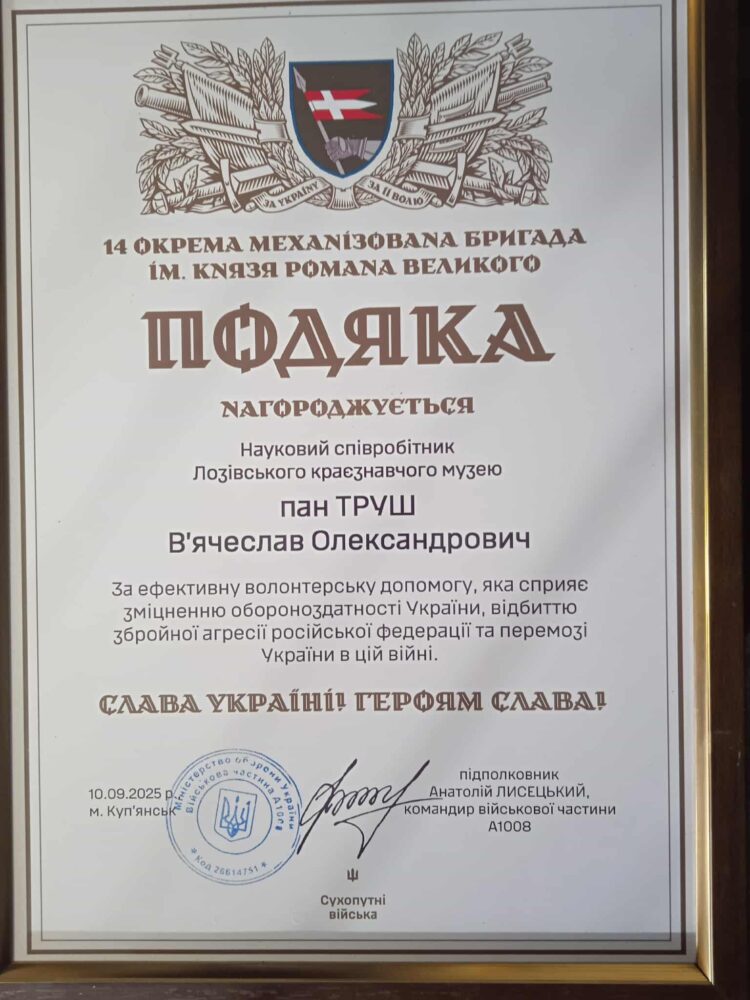 ЗА УКРАЇНУ
ЗА ЇЇ ВОЛЮ
14 ОКРЕМА МЕХАНІЗОВАНА БРИГАДА
ІМ. КНЯЗЯ РОМАНА ВЕЛИКОГО
ПОДЯКА
НАГОРОДЖУЄТЬСЯ
Науковий співробітник
Лозівського краєзнавчого музею
пан ТРУШ
В'ячеслав Олександрович
За ефективну волонтерську допомогу, яка сприяє
зміцненню обороноздатності України, відбиттю
збройної агресії російської федерації та перемозі
України в цій війні.
СЛАВА УКРАЇНІ! ГЕРОЯМ СЛАВА!
10.09.2025 р.
м. Куп'янськ
Міністерство оборони України
Військова частина А1008
* Код 26614751 *
підполковник
Анатолій ЛИСЕЦЬКИЙ,
командир військової частини
А1008
Сухопутні
війська